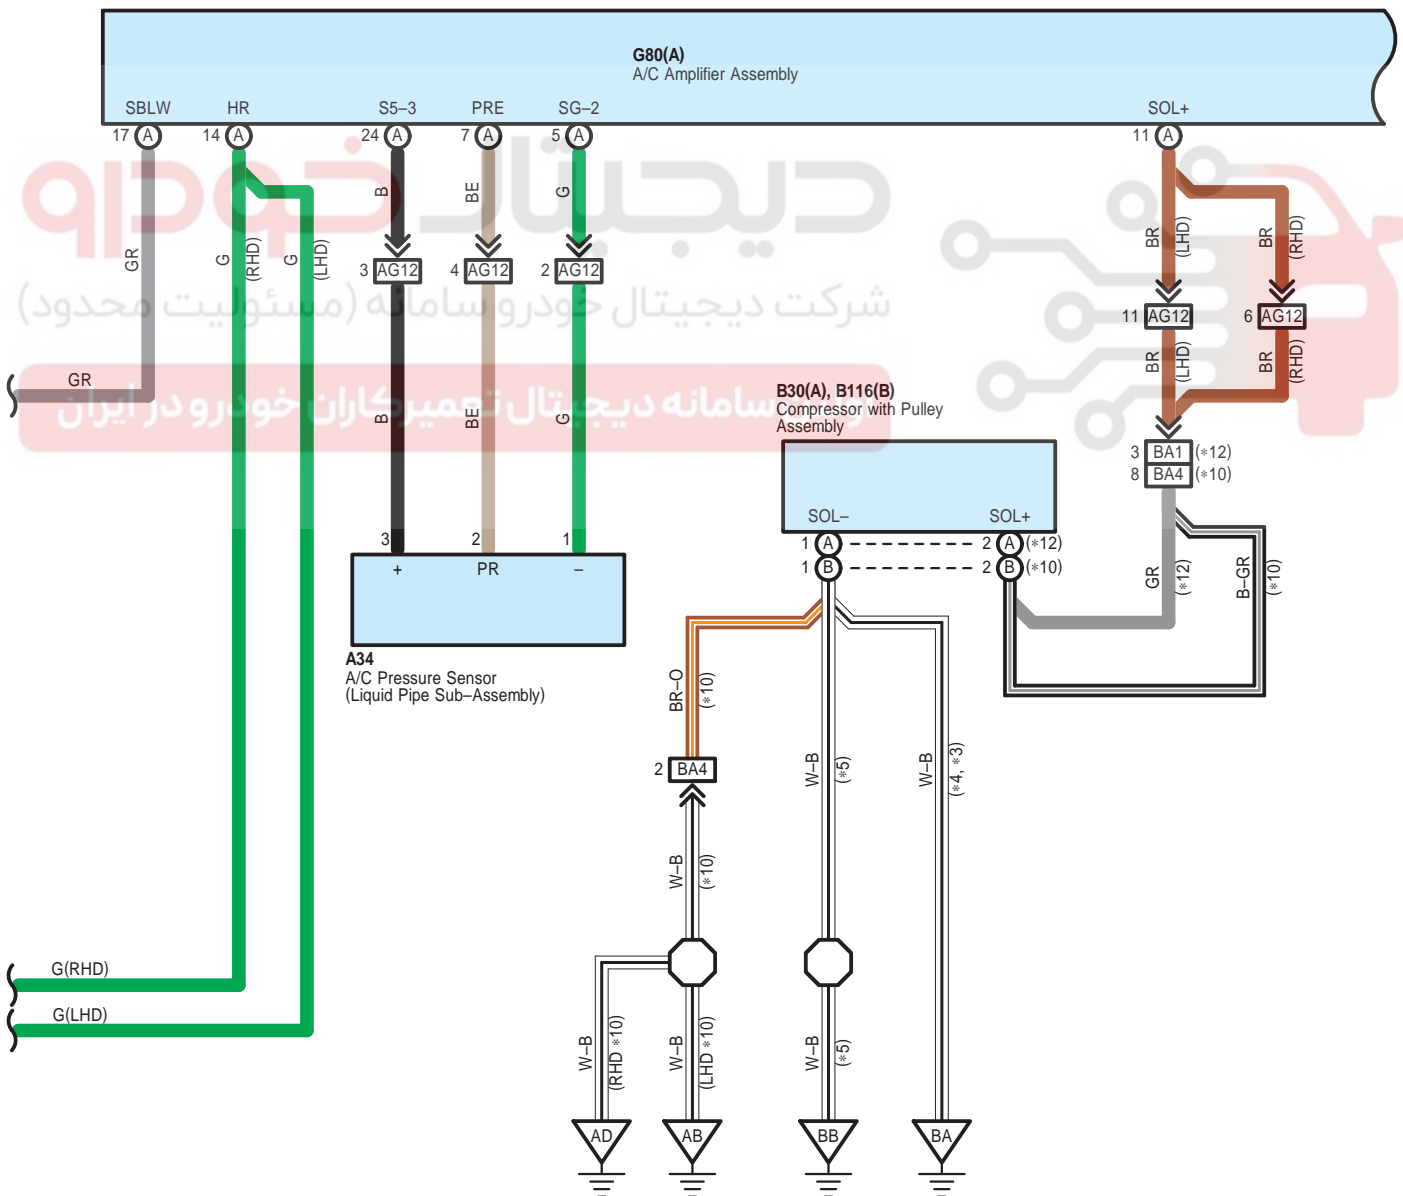 G80(A)
A/C Amplifier Assembly
SBLW HR S5–3 PRE SG–2 SOL+
17 A 14 A 24 A 7 A 5 A 11 A
دیجیتال خودرو
شرکت دیجیتال خودرو سامانه (مسئولیت محدود)
سامانه دیجیتال تعمیرکاران خودرو در ایران
GR
G (RHD)
G (LHD)
B
BE
G
BR (LHD)
BR (RHD)
3 AG12 4 AG12 2 AG12
11 AG12 6 AG12
BR (LHD)
BR (RHD)
GR
B
BE
G
B30(A), B116(B)
Compressor with Pulley
Assembly
3 BA1 (*12)
8 BA4 (*10)
SOL– SOL+
1 A 2 A (*12)
1 B 2 B (*10)
3 2 1
+ PR –
GR (*12)
B–GR (*10)
A34
A/C Pressure Sensor
(Liquid Pipe Sub–Assembly)
BR–O (*10)
2 BA4
W–B (*5)
W–B (*4, *3)
W–B (*10)
G(RHD)
G(LHD)
W–B (RHD *10)
W–B (LHD *10)
W–B (*5)
AD AB BB BA